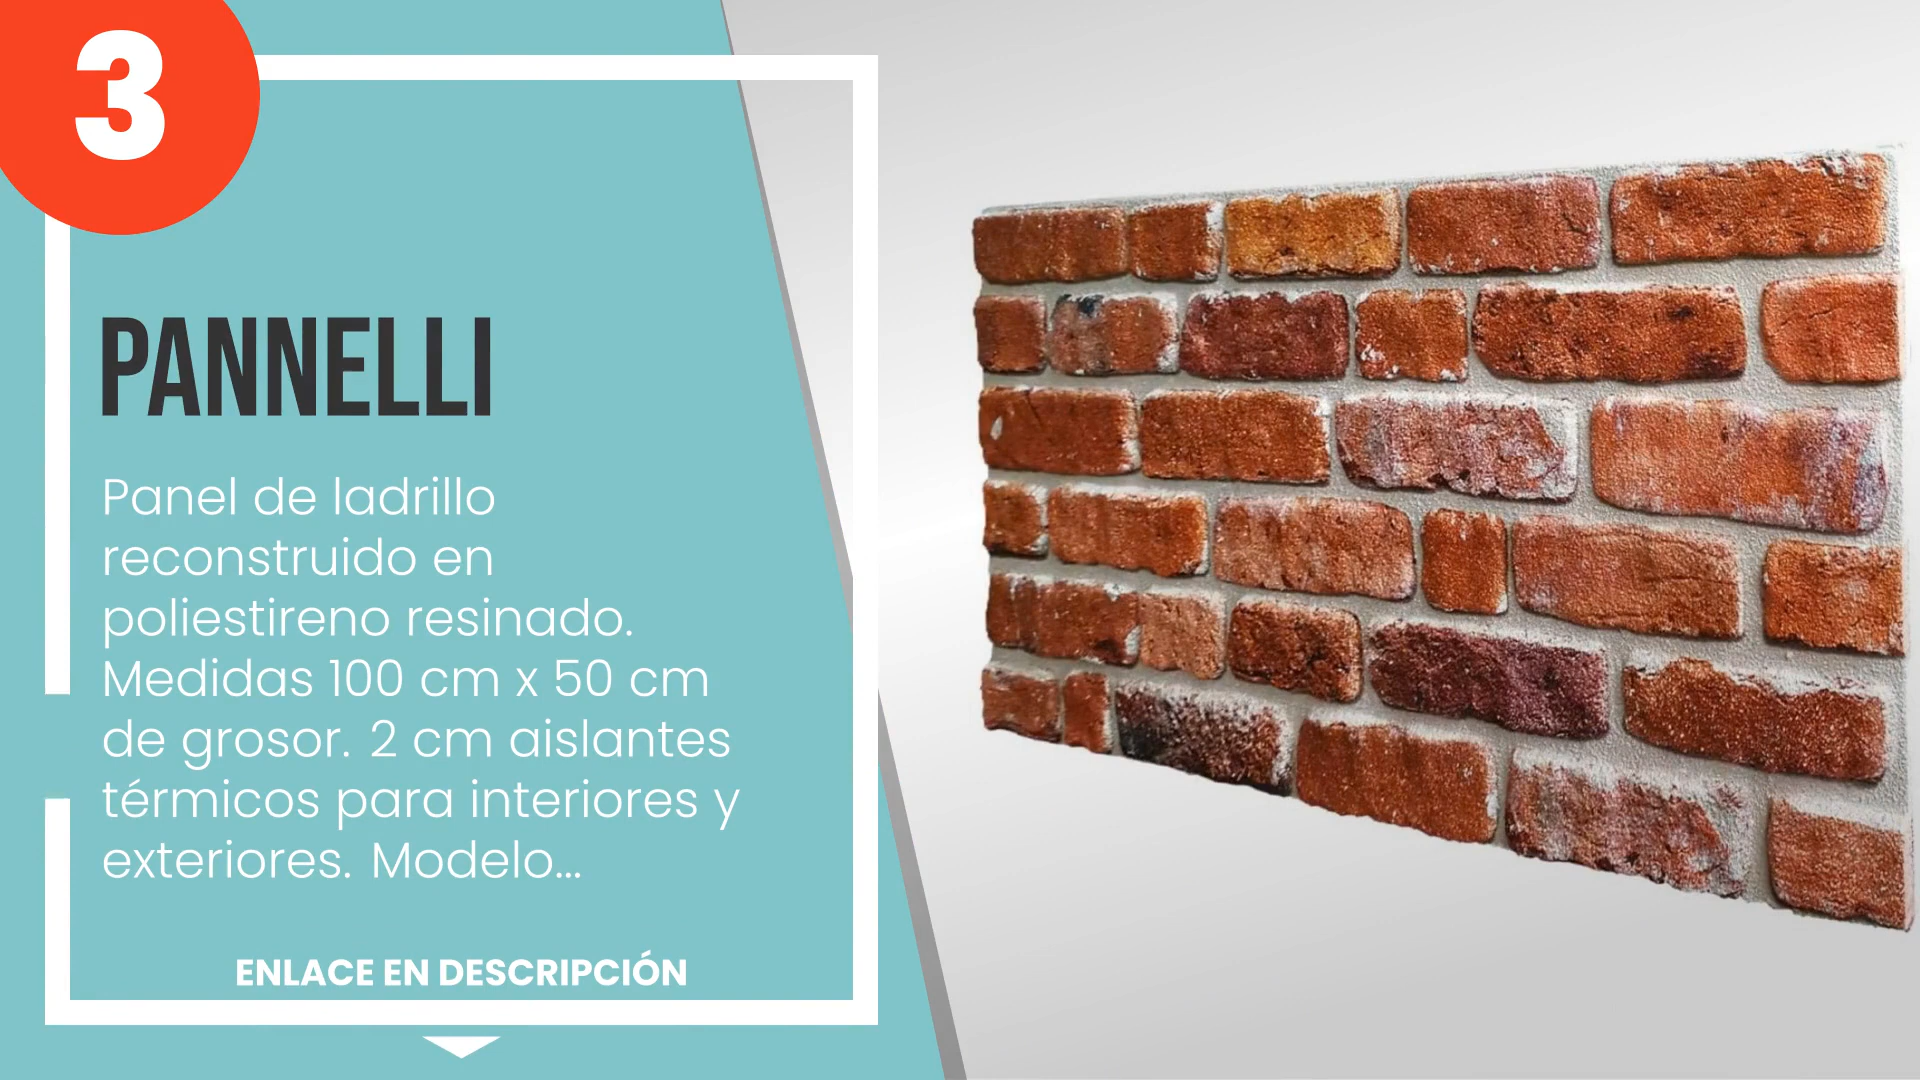 3
PANNELLI
Panel de ladrillo
reconstruido en
poliestireno resinado.
Medidas 100 cm x 50 cm
de grosor. 2 cm aislantes
térmicos para interiores y
exteriores. Modelo...
ENLACE EN DESCRIPCIÓN